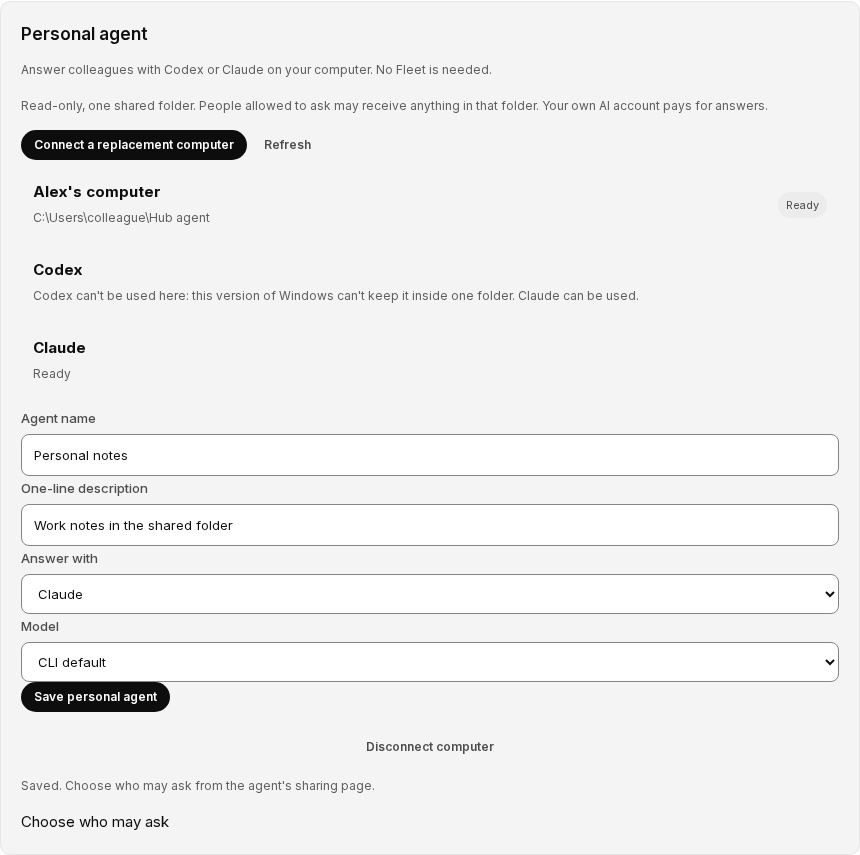 Personal agent
Answer colleagues with Codex or Claude on your computer. No Fleet is needed.
Read-only, one shared folder. People allowed to ask may receive anything in that folder. Your own AI account pays for answers.
Connect a replacement computer
Refresh
Alex's computer
C:\Users\colleague\Hub agent
Ready
Codex
Codex can't be used here: this version of Windows can't keep it inside one folder. Claude can be used.
Claude
Ready
Agent name
Personal notes
One-line description
Work notes in the shared folder
Answer with
Claude
Model
CLI default
Save personal agent
Disconnect computer
Saved. Choose who may ask from the agent's sharing page.
Choose who may ask